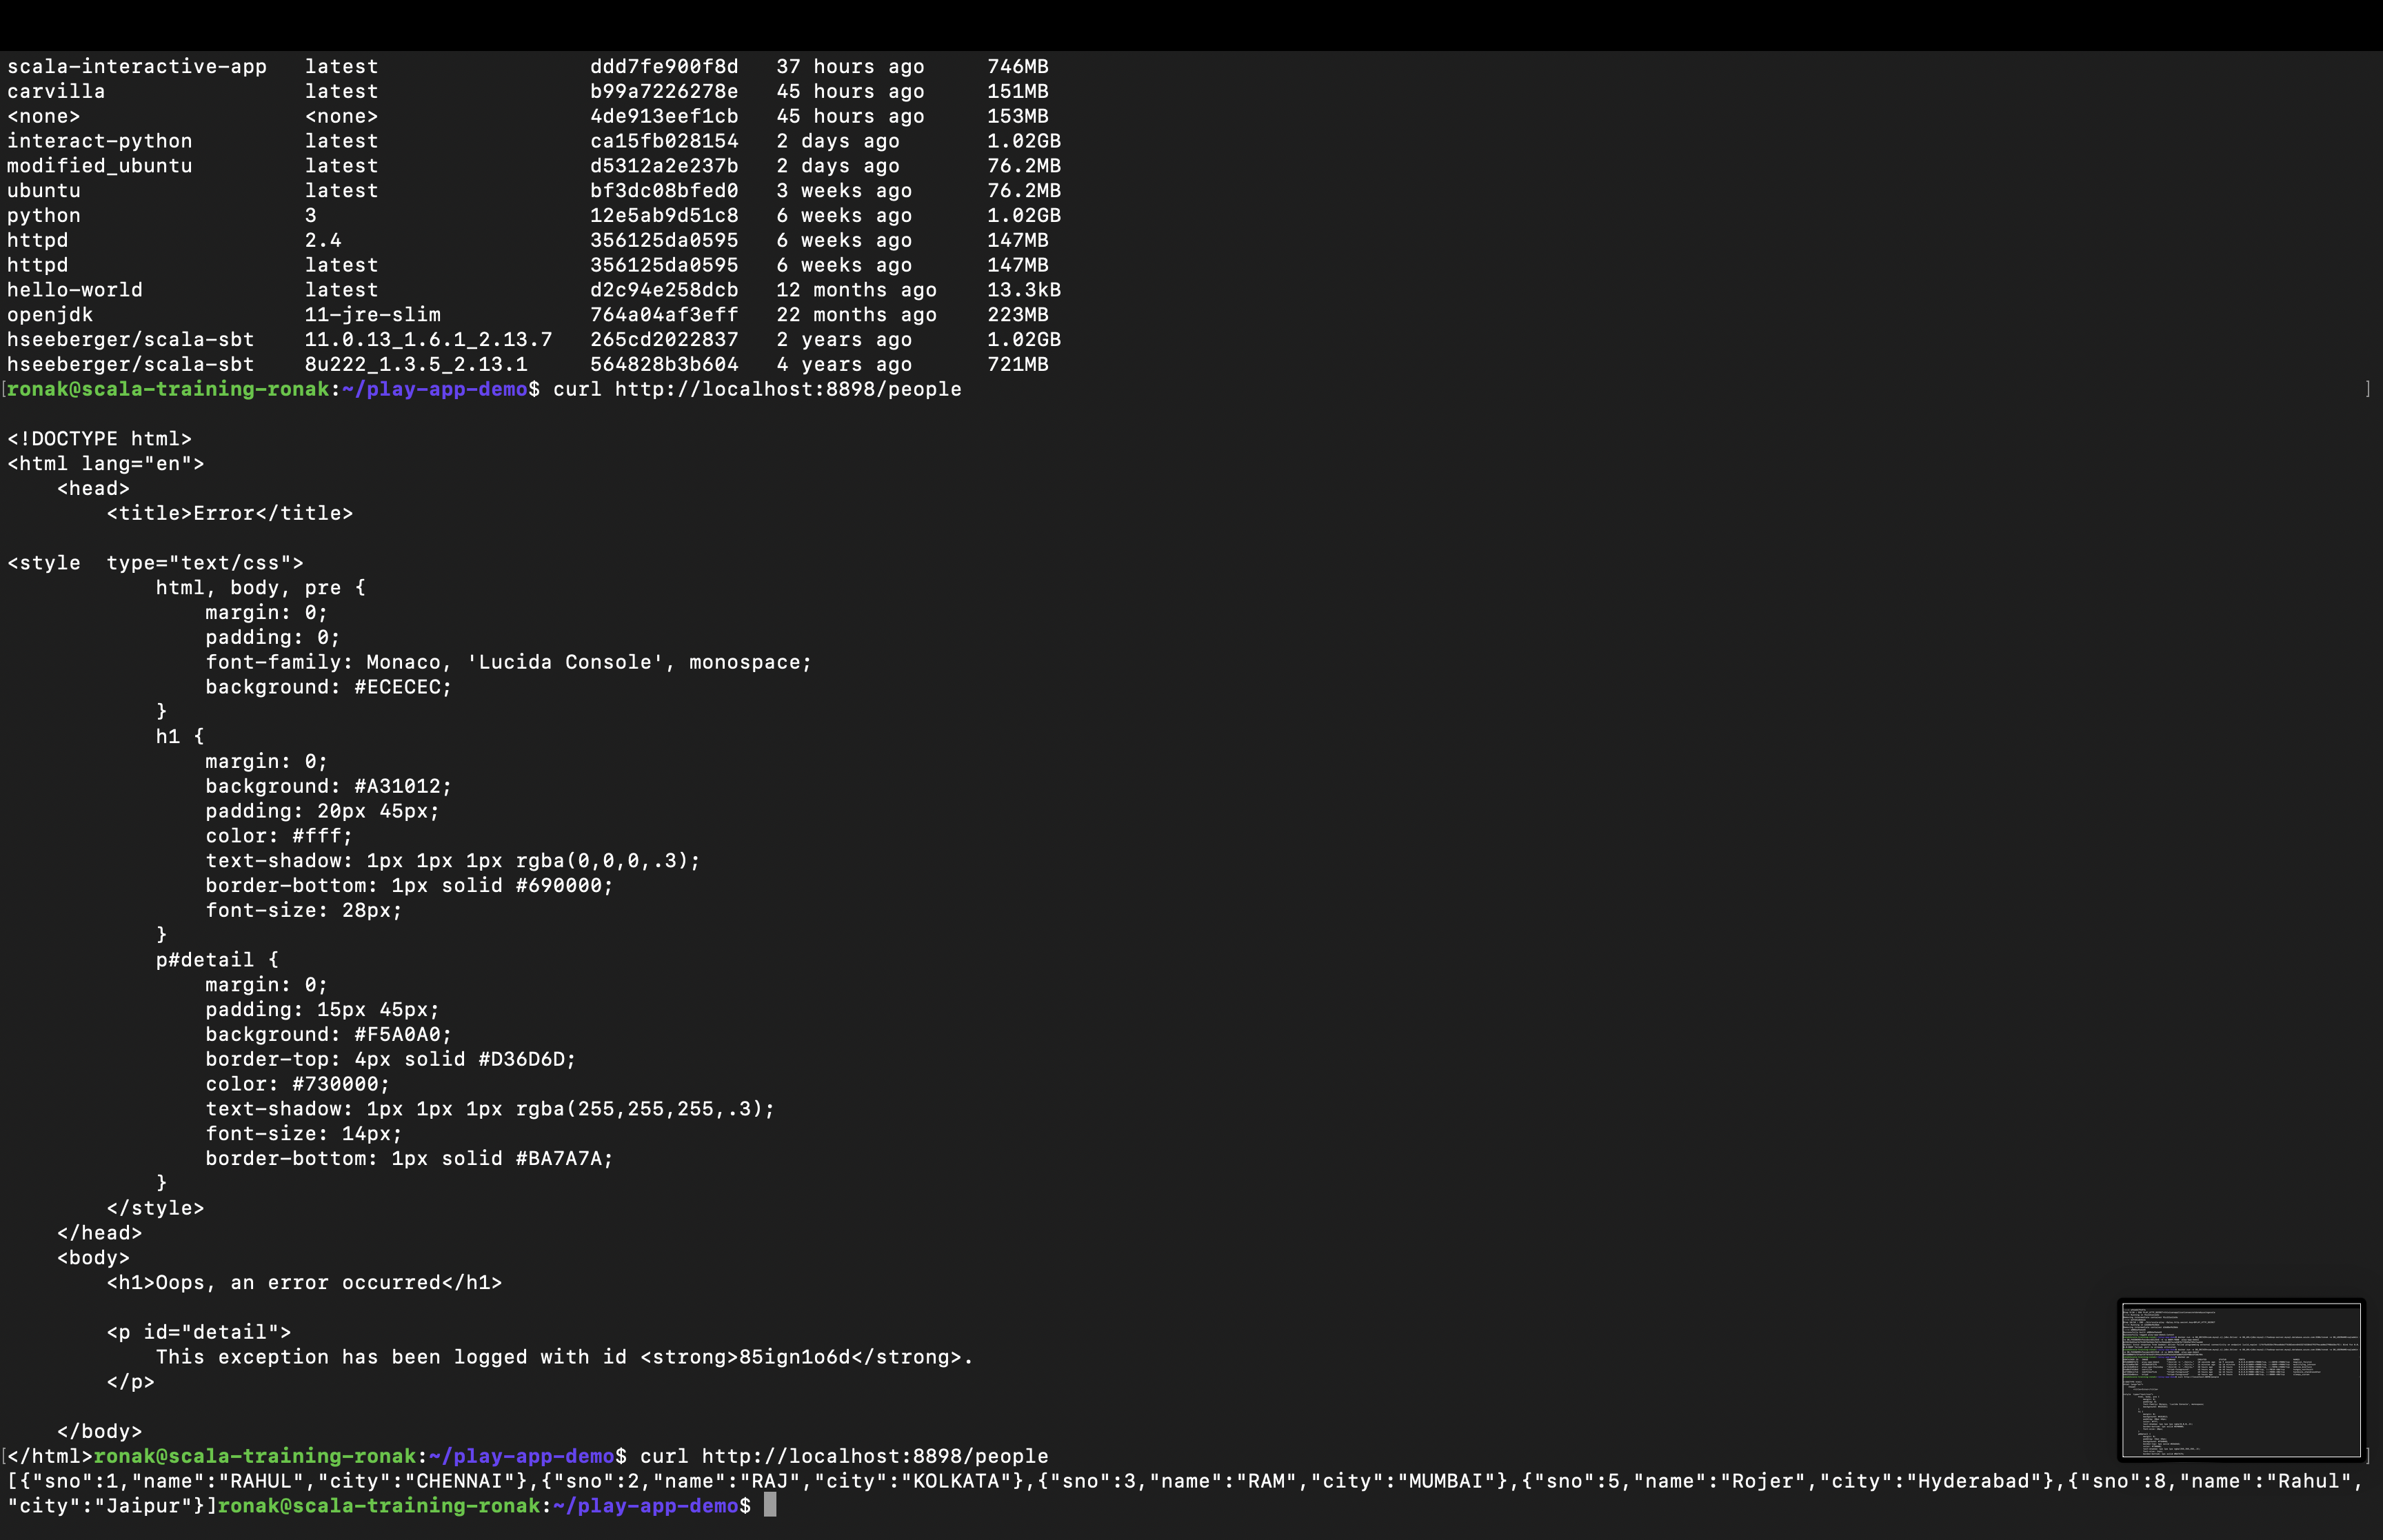 scala-interactive-app   latest                 ddd7fe900f8d   37 hours ago     746MB
carvilla                latest                 b99a7226278e   45 hours ago     151MB
<none>                  <none>                 4de913eef1cb   45 hours ago     153MB
interact-python         latest                 ca15fb028154   2 days ago       1.02GB
modified_ubuntu         latest                 d5312a2e237b   2 days ago       76.2MB
ubuntu                  latest                 bf3dc08bfed0   3 weeks ago      76.2MB
python                  3                      12e5ab9d51c8   6 weeks ago      1.02GB
httpd                   2.4                    356125da0595   6 weeks ago      147MB
httpd                   latest                 356125da0595   6 weeks ago      147MB
hello-world             latest                 d2c94e258dcb   12 months ago    13.3kB
openjdk                 11-jre-slim            764a04af3eff   22 months ago    223MB
hseeberger/scala-sbt    11.0.13_1.6.1_2.13.7   265cd2022837   2 years ago      1.02GB
hseeberger/scala-sbt    8u222_1.3.5_2.13.1     564828b3b604   4 years ago      721MB
[ronak@scala-training-ronak:~/play-app-demo$ curl http://localhost:8898/people ]
<!DOCTYPE html>
<html lang="en">
    <head>
        <title>Error</title>
<style  type="text/css">
            html, body, pre {
                margin: 0;
                padding: 0;
                font-family: Monaco, 'Lucida Console', monospace;
                background: #ECECEC;
            }
            h1 {
                margin: 0;
                background: #A31012;
                padding: 20px 45px;
                color: #fff;
                text-shadow: 1px 1px 1px rgba(0,0,0,.3);
                border-bottom: 1px solid #690000;
                font-size: 28px;
            }
            p#detail {
                margin: 0;
                padding: 15px 45px;
                background: #F5A0A0;
                border-top: 4px solid #D36D6D;
                color: #730000;
                text-shadow: 1px 1px 1px rgba(255,255,255,.3);
                font-size: 14px;
                border-bottom: 1px solid #BA7A7A;
            }
        </style>
    </head>
    <body>
        <h1>Oops, an error occurred</h1>
        <p id="detail">
            This exception has been logged with id <strong>85ign1o6d</strong>.
        </p>
    </body>
[</html>ronak@scala-training-ronak:~/play-app-demo$ curl http://localhost:8898/people ]
[{"sno":1,"name":"RAHUL","city":"CHENNAI"},{"sno":2,"name":"RAJ","city":"KOLKATA"},{"sno":3,"name":"RAM","city":"MUMBAI"},{"sno":5,"name":"Rojer","city":"Hyderabad"},{"sno":8,"name":"Rahul",
"city":"Jaipur"}]ronak@scala-training-ronak:~/play-app-demo$